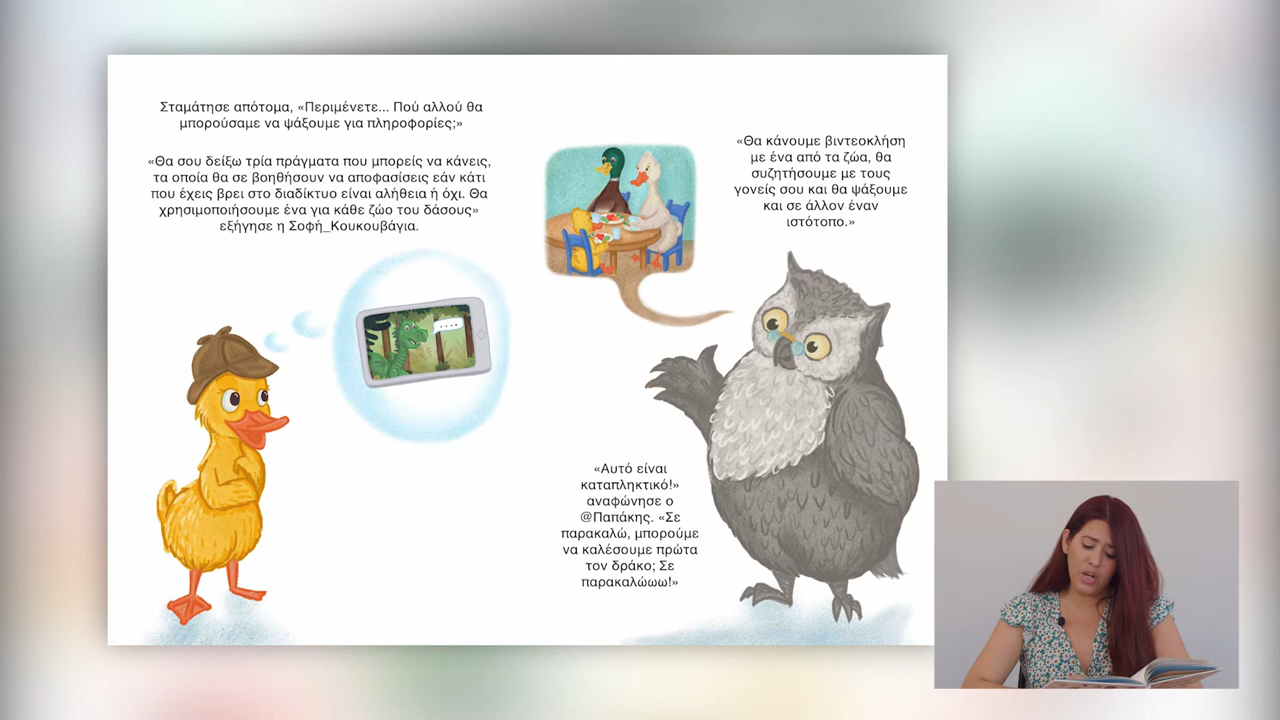 Σταμάτησε απότομα, «Περιμένετε... Πού αλλού θα
μπορούσαμε να ψάξουμε για πληροφορίες;»
«Θα σου δείξω τρία πράγματα που μπορείς να κάνεις,
τα οποία θα σε βοηθήσουν να αποφασίσεις εάν κάτι
που έχεις βρει στο διαδίκτυο είναι αλήθεια ή όχι. Θα
χρησιμοποιήσουμε ένα για κάθε ζώο του δάσους»
εξήγησε η Σοφή_Κουκουβάγια.
«Θα κάνουμε βιντεοκλήση
με ένα από τα ζώα, θα
συζητήσουμε με τους
γονείς σου και θα ψάξουμε
και σε άλλον έναν
ιστότοπο.»
«Αυτό είναι
καταπληκτικό!»
αναφώνησε ο
@Παπάκης. «Σε
παρακαλώ, μπορούμε
να καλέσουμε πρώτα
τον δράκο; Σε
παρακαλώωω!»